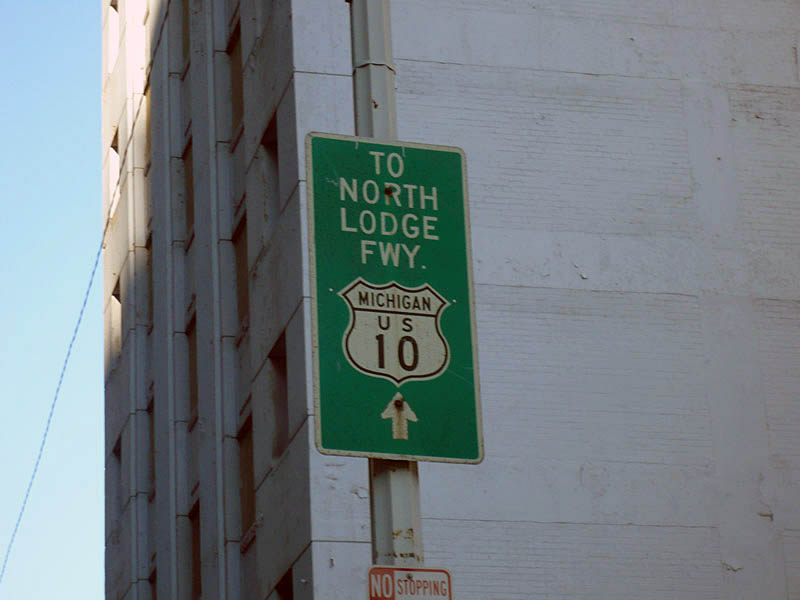 TO
NORTH
LODGE
FWY.
MICHIGAN
US
10
NO STOPPING